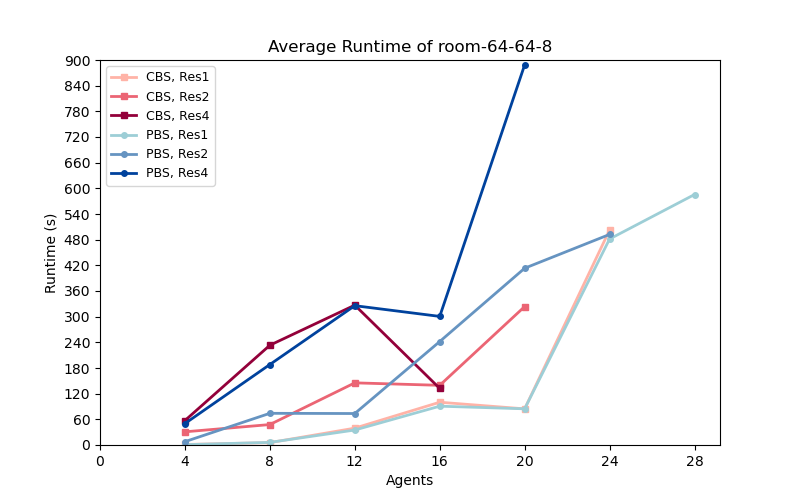 Average Runtime of room-64-64-8
Runtime (s)
900
840
780
720
660
600
540
480
420
360
300
240
180
120
60
0
CBS, Res1
CBS, Res2
CBS, Res4
PBS, Res1
PBS, Res2
PBS, Res4
0 4 8 12 16 20 24 28
Agents